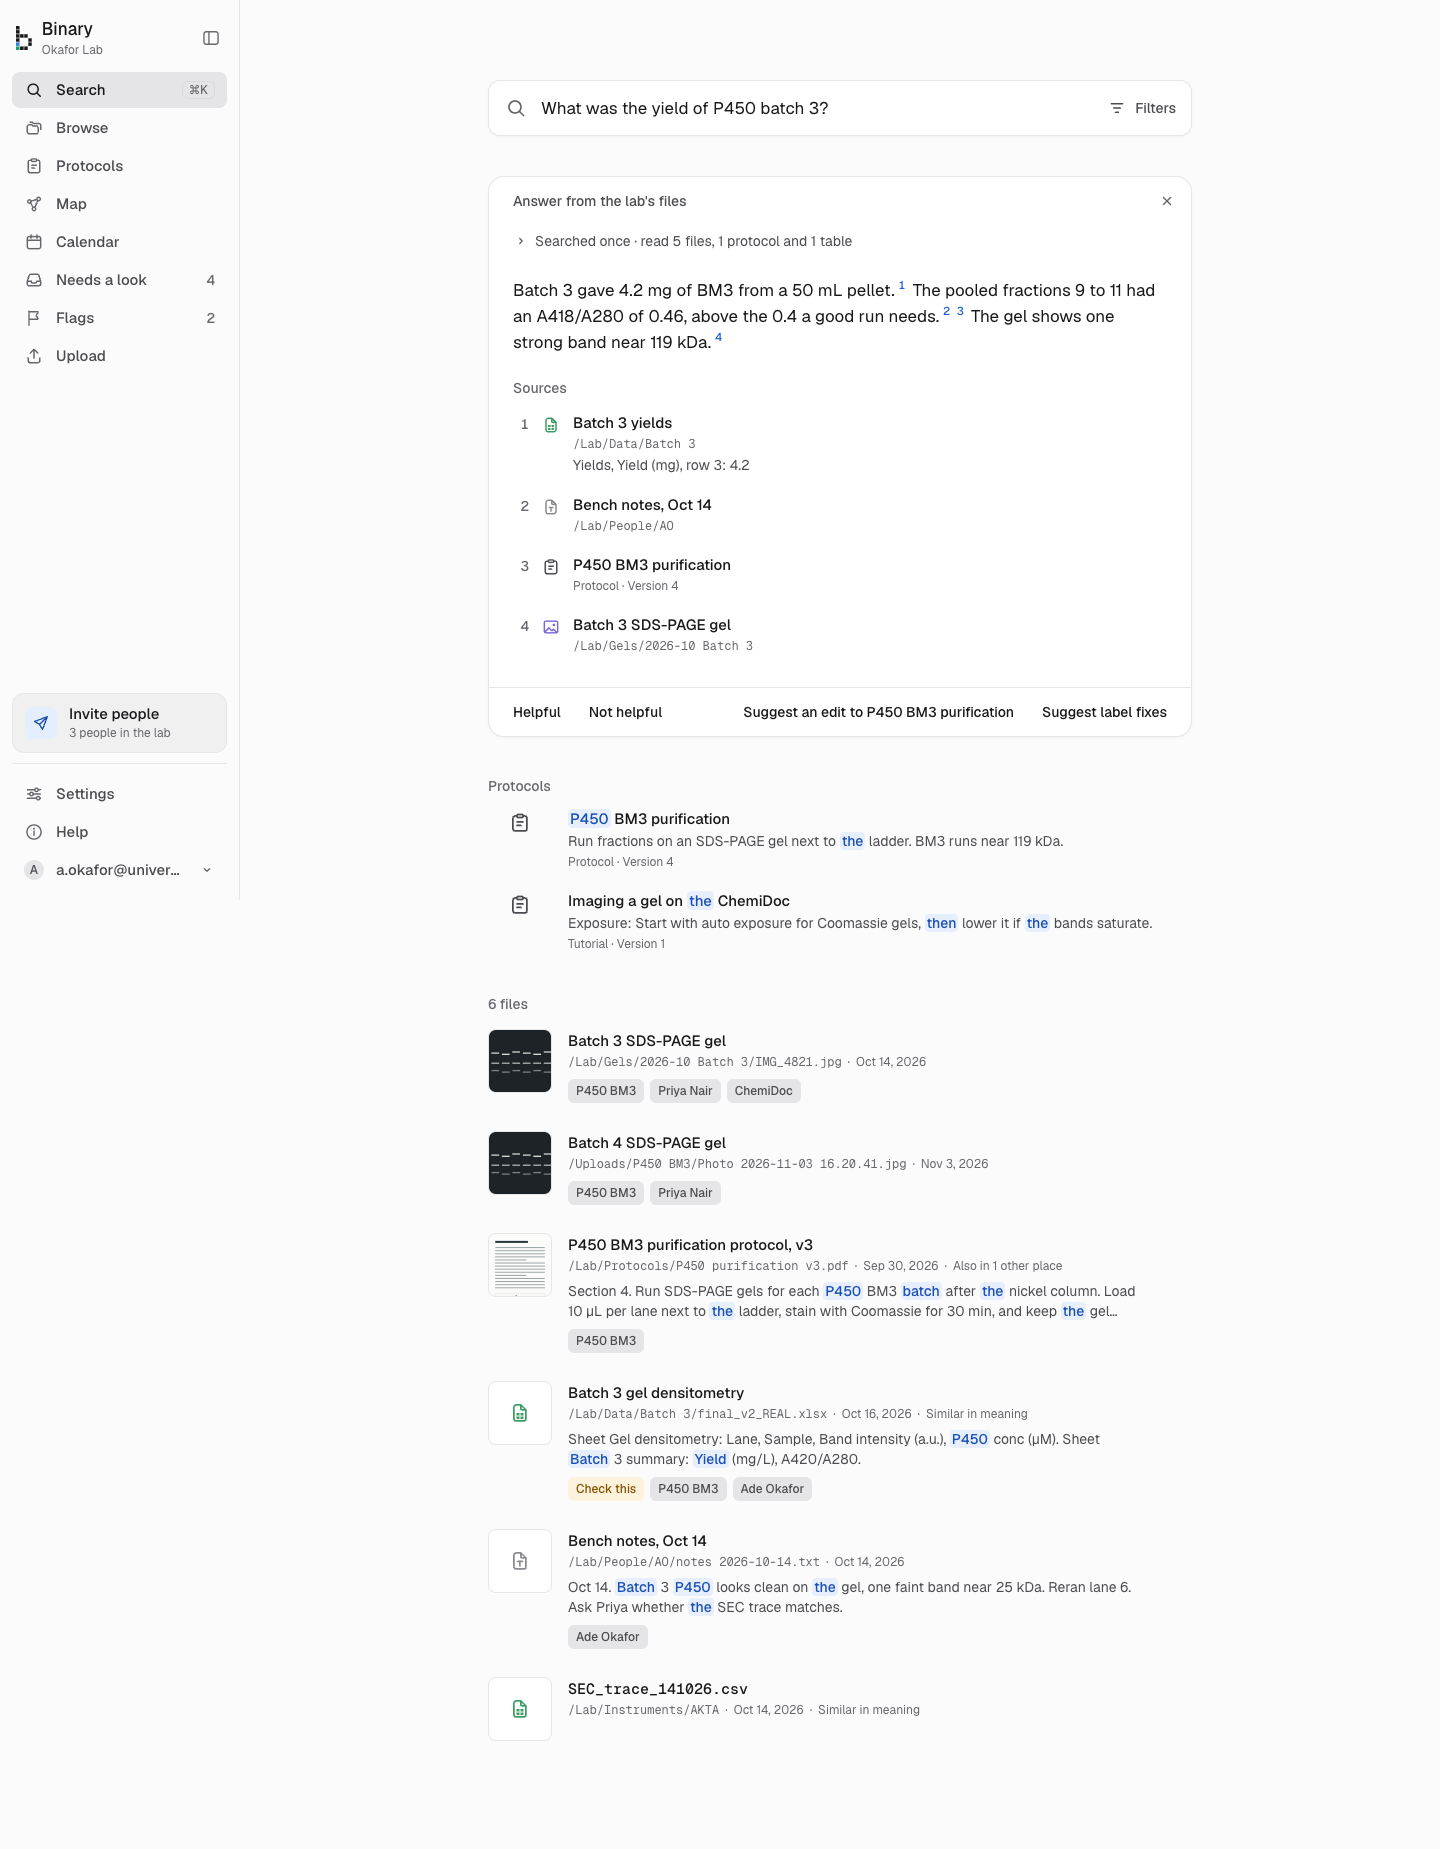 Binary
Okafor Lab
Search ⌘K
Browse
Protocols
Map
Calendar
Needs a look 4
Flags 2
Upload
Invite people
3 people in the lab
Settings
Help
A a.okafor@univer...
What was the yield of P450 batch 3?
Filters
Answer from the lab's files
Searched once · read 5 files, 1 protocol and 1 table
Batch 3 gave 4.2 mg of BM3 from a 50 mL pellet. 1 The pooled fractions 9 to 11 had
an A418/A280 of 0.46, above the 0.4 a good run needs. 2 3 The gel shows one
strong band near 119 kDa. 4
Sources
1 Batch 3 yields
/Lab/Data/Batch 3
Yields, Yield (mg), row 3: 4.2
2 Bench notes, Oct 14
/Lab/People/AO
3 P450 BM3 purification
Protocol · Version 4
4 Batch 3 SDS-PAGE gel
/Lab/Gels/2026-10 Batch 3
Helpful Not helpful Suggest an edit to P450 BM3 purification Suggest label fixes
Protocols
P450 BM3 purification
Run fractions on an SDS-PAGE gel next to the ladder. BM3 runs near 119 kDa.
Protocol · Version 4
Imaging a gel on the ChemiDoc
Exposure: Start with auto exposure for Coomassie gels, then lower it if the bands saturate.
Tutorial · Version 1
6 files
Batch 3 SDS-PAGE gel
/Lab/Gels/2026-10 Batch 3/IMG_4821.jpg · Oct 14, 2026
P450 BM3 Priya Nair ChemiDoc
Batch 4 SDS-PAGE gel
/Uploads/P450 BM3/Photo 2026-11-03 16.20.41.jpg · Nov 3, 2026
P450 BM3 Priya Nair
P450 BM3 purification protocol, v3
/Lab/Protocols/P450 purification v3.pdf · Sep 30, 2026 · Also in 1 other place
Section 4. Run SDS-PAGE gels for each P450 BM3 batch after the nickel column. Load
10 µL per lane next to the ladder, stain with Coomassie for 30 min, and keep the gel…
P450 BM3
Batch 3 gel densitometry
/Lab/Data/Batch 3/final_v2_REAL.xlsx · Oct 16, 2026 · Similar in meaning
Sheet Gel densitometry: Lane, Sample, Band intensity (a.u.), P450 conc (µM). Sheet
Batch 3 summary: Yield (mg/L), A420/A280.
Check this P450 BM3 Ade Okafor
Bench notes, Oct 14
/Lab/People/AO/notes 2026-10-14.txt · Oct 14, 2026
Oct 14. Batch 3 P450 looks clean on the gel, one faint band near 25 kDa. Reran lane 6.
Ask Priya whether the SEC trace matches.
Ade Okafor
SEC_trace_141026.csv
/Lab/Instruments/AKTA · Oct 14, 2026 · Similar in meaning